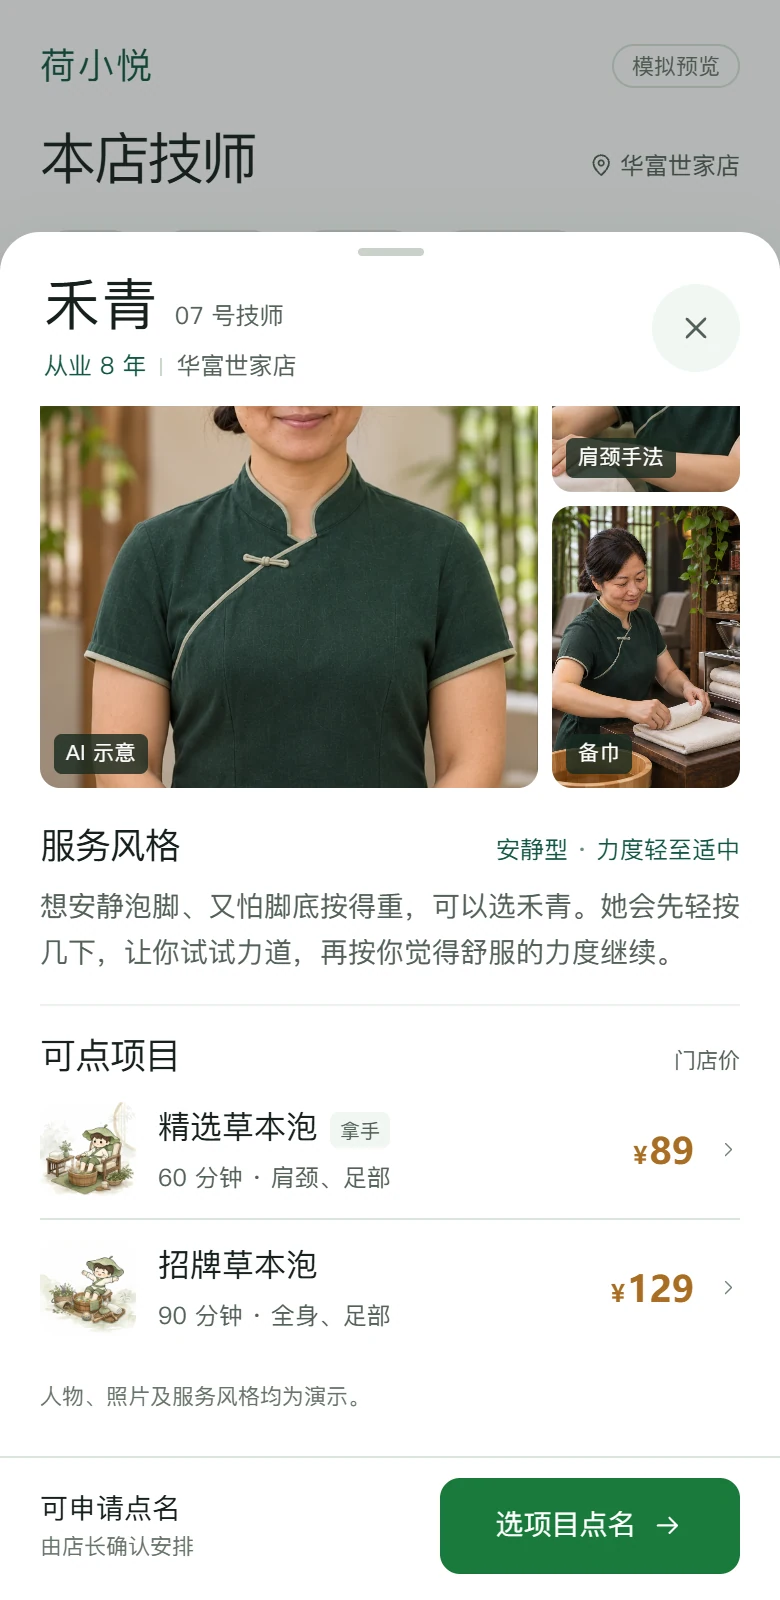 荷小悦
模拟预览
本店技师
华富世家店
禾青 07 号技师
从业 8 年 | 华富世家店
肩颈手法
AI 示意
备巾
服务风格
安静型 · 力度轻至适中
想安静泡脚、又怕脚底按得重，可以选禾青。她会先轻按
几下，让你试试力道，再按你觉得舒服的力度继续。
可点项目
门店价
精选草本泡 拿手
60 分钟 · 肩颈、足部
¥89
招牌草本泡
90 分钟 · 全身、足部
¥129
人物、照片及服务风格均为演示。
可申请点名
由店长确认安排
选项目点名 →